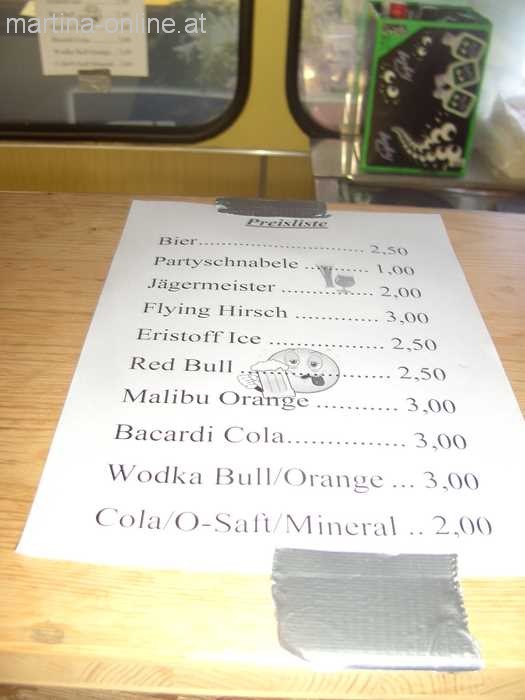 martina-online.at
Preisliste
Bier.............................. 2,50
Partyschnabele ........... 1,00
Jägermeister ................ 2,00
Flying Hirsch .............. 3,00
Eristoff Ice ................... 2,50
Red Bull ........................ 2,50
Malibu Orange ............ 3,00
Bacardi Cola................ 3,00
Wodka Bull/Orange ... 3,00
Cola/O-Saft/Mineral .. 2,00